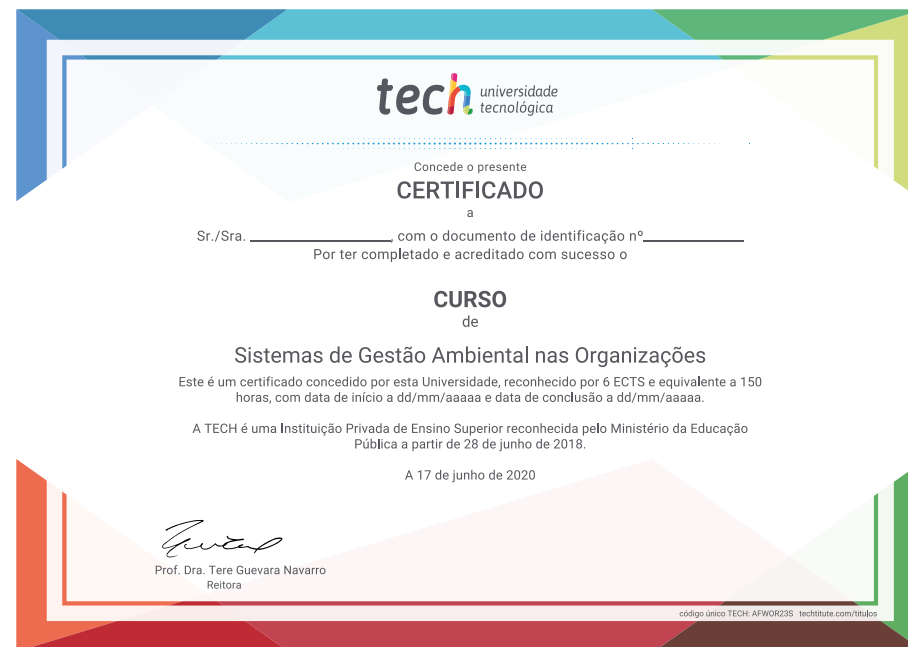 tech universidade
tecnológica
Concede o presente
CERTIFICADO
a
Sr./Sra. ____________________, com o documento de identificação nº______________
Por ter completado e acreditado com sucesso o
CURSO
de
Sistemas de Gestão Ambiental nas Organizações
Este é um certificado concedido por esta Universidade, reconhecido por 6 ECTS e equivalente a 150
horas, com data de início a dd/mm/aaaaa e data de conclusão a dd/mm/aaaaa.
A TECH é uma Instituição Privada de Ensino Superior reconhecida pelo Ministério da Educação
Pública a partir de 28 de junho de 2018.
A 17 de junho de 2020
Prof. Dra. Tere Guevara Navarro
Reitora
código único TECH: AFWOR23S techtitute.com/titulos